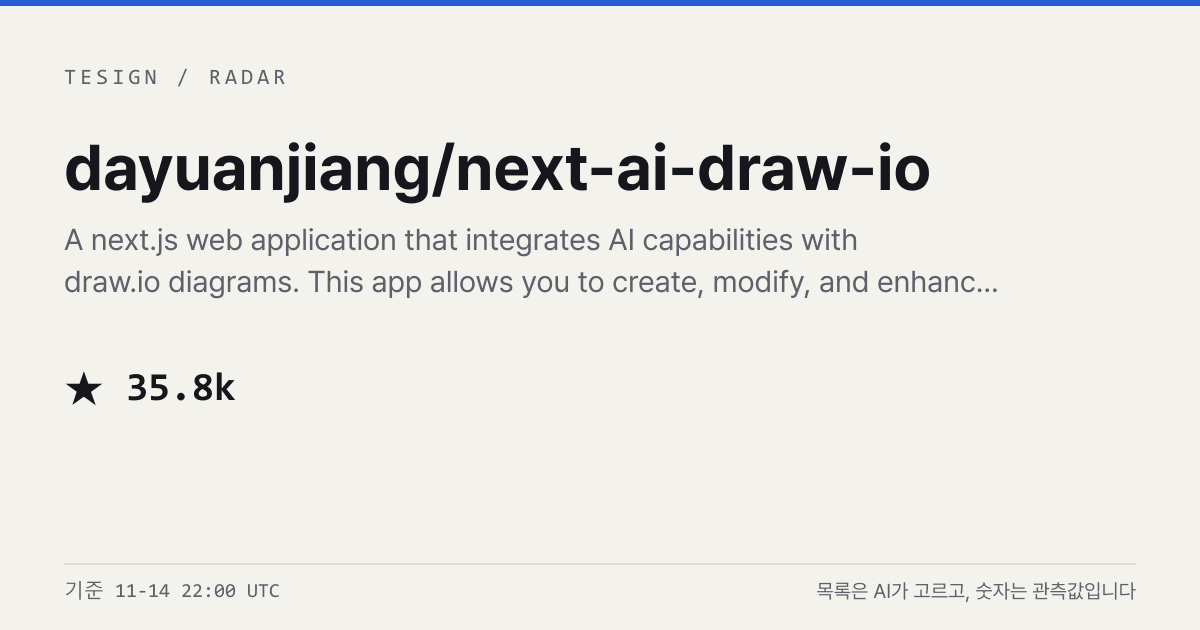 TESIGN / RADAR
dayuanjiang/next-ai-draw-io
A next.js web application that integrates AI capabilities with
draw.io diagrams. This app allows you to create, modify, and enhanc…
★ 35.8k
기준 11-14 22:00 UTC
목록은 AI가 고르고, 숫자는 관측값입니다